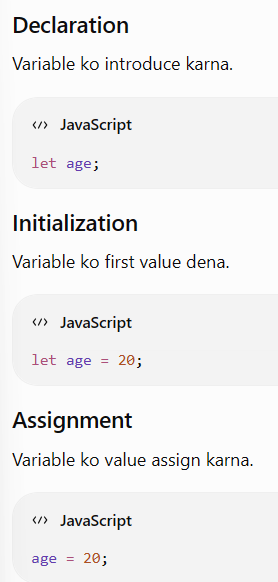 Declaration
Variable ko introduce karna.
</> JavaScript
let age;
Initialization
Variable ko first value dena.
</> JavaScript
let age = 20;
Assignment
Variable ko value assign karna.
</> JavaScript
age = 20;